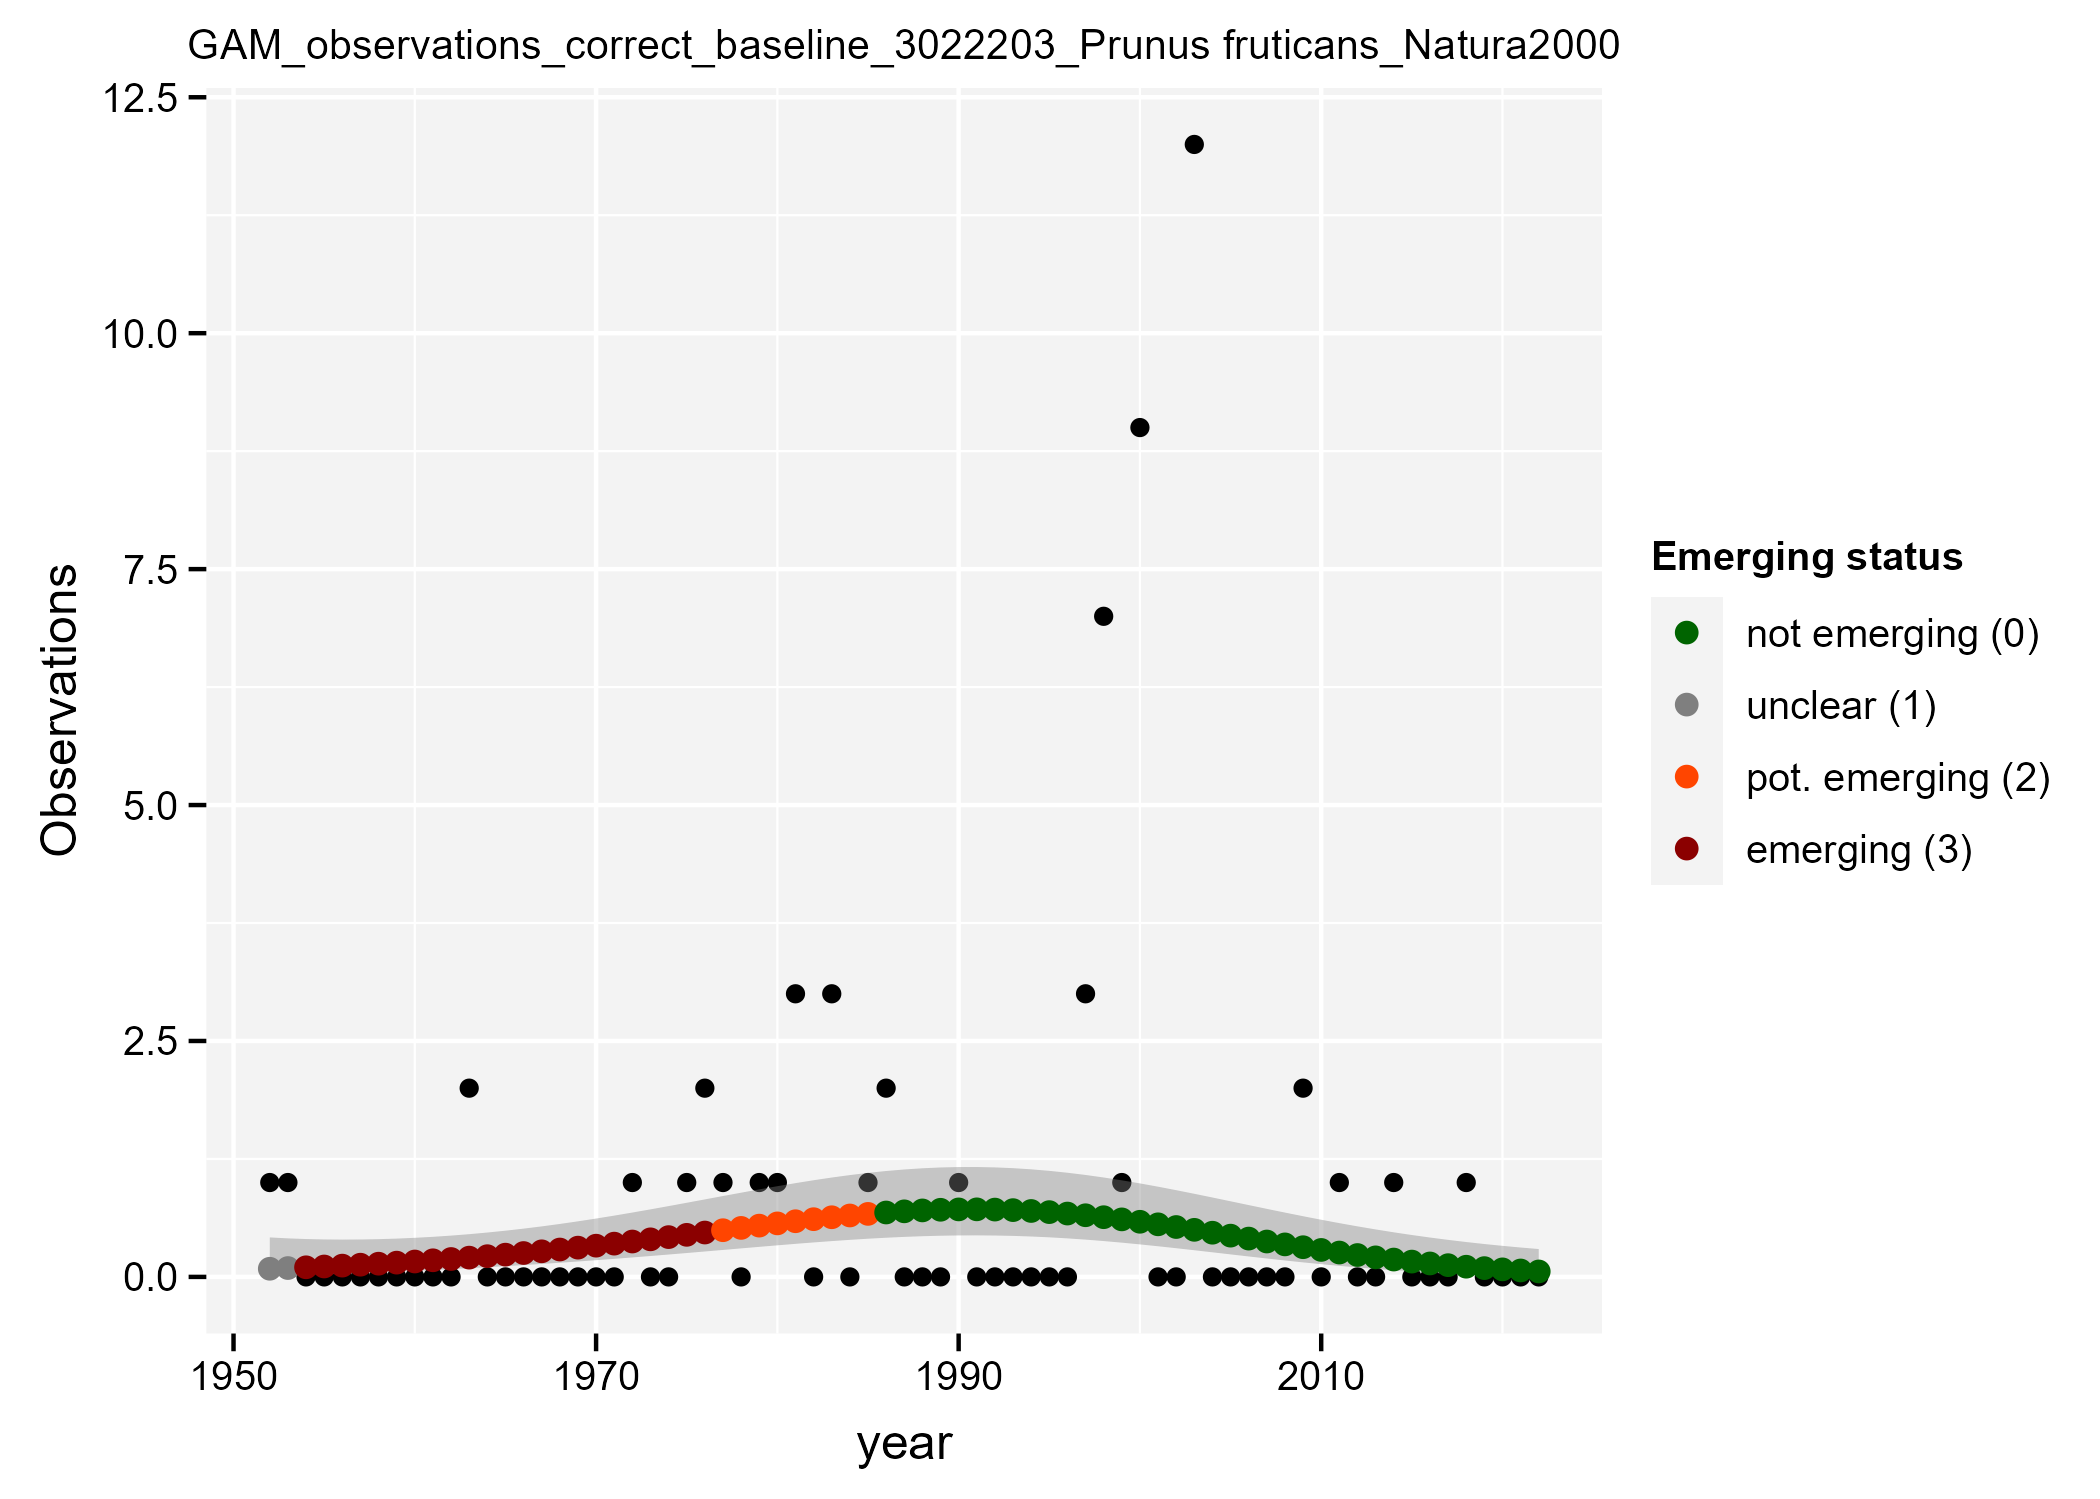 GAM_observations_correct_baseline_3022203_Prunus fruticans_Natura2000
12.5
10.0
7.5
5.0
2.5
0.0
Observations
1950
1970
1990
2010
year
Emerging status
not emerging (0)
unclear (1)
pot. emerging (2)
emerging (3)